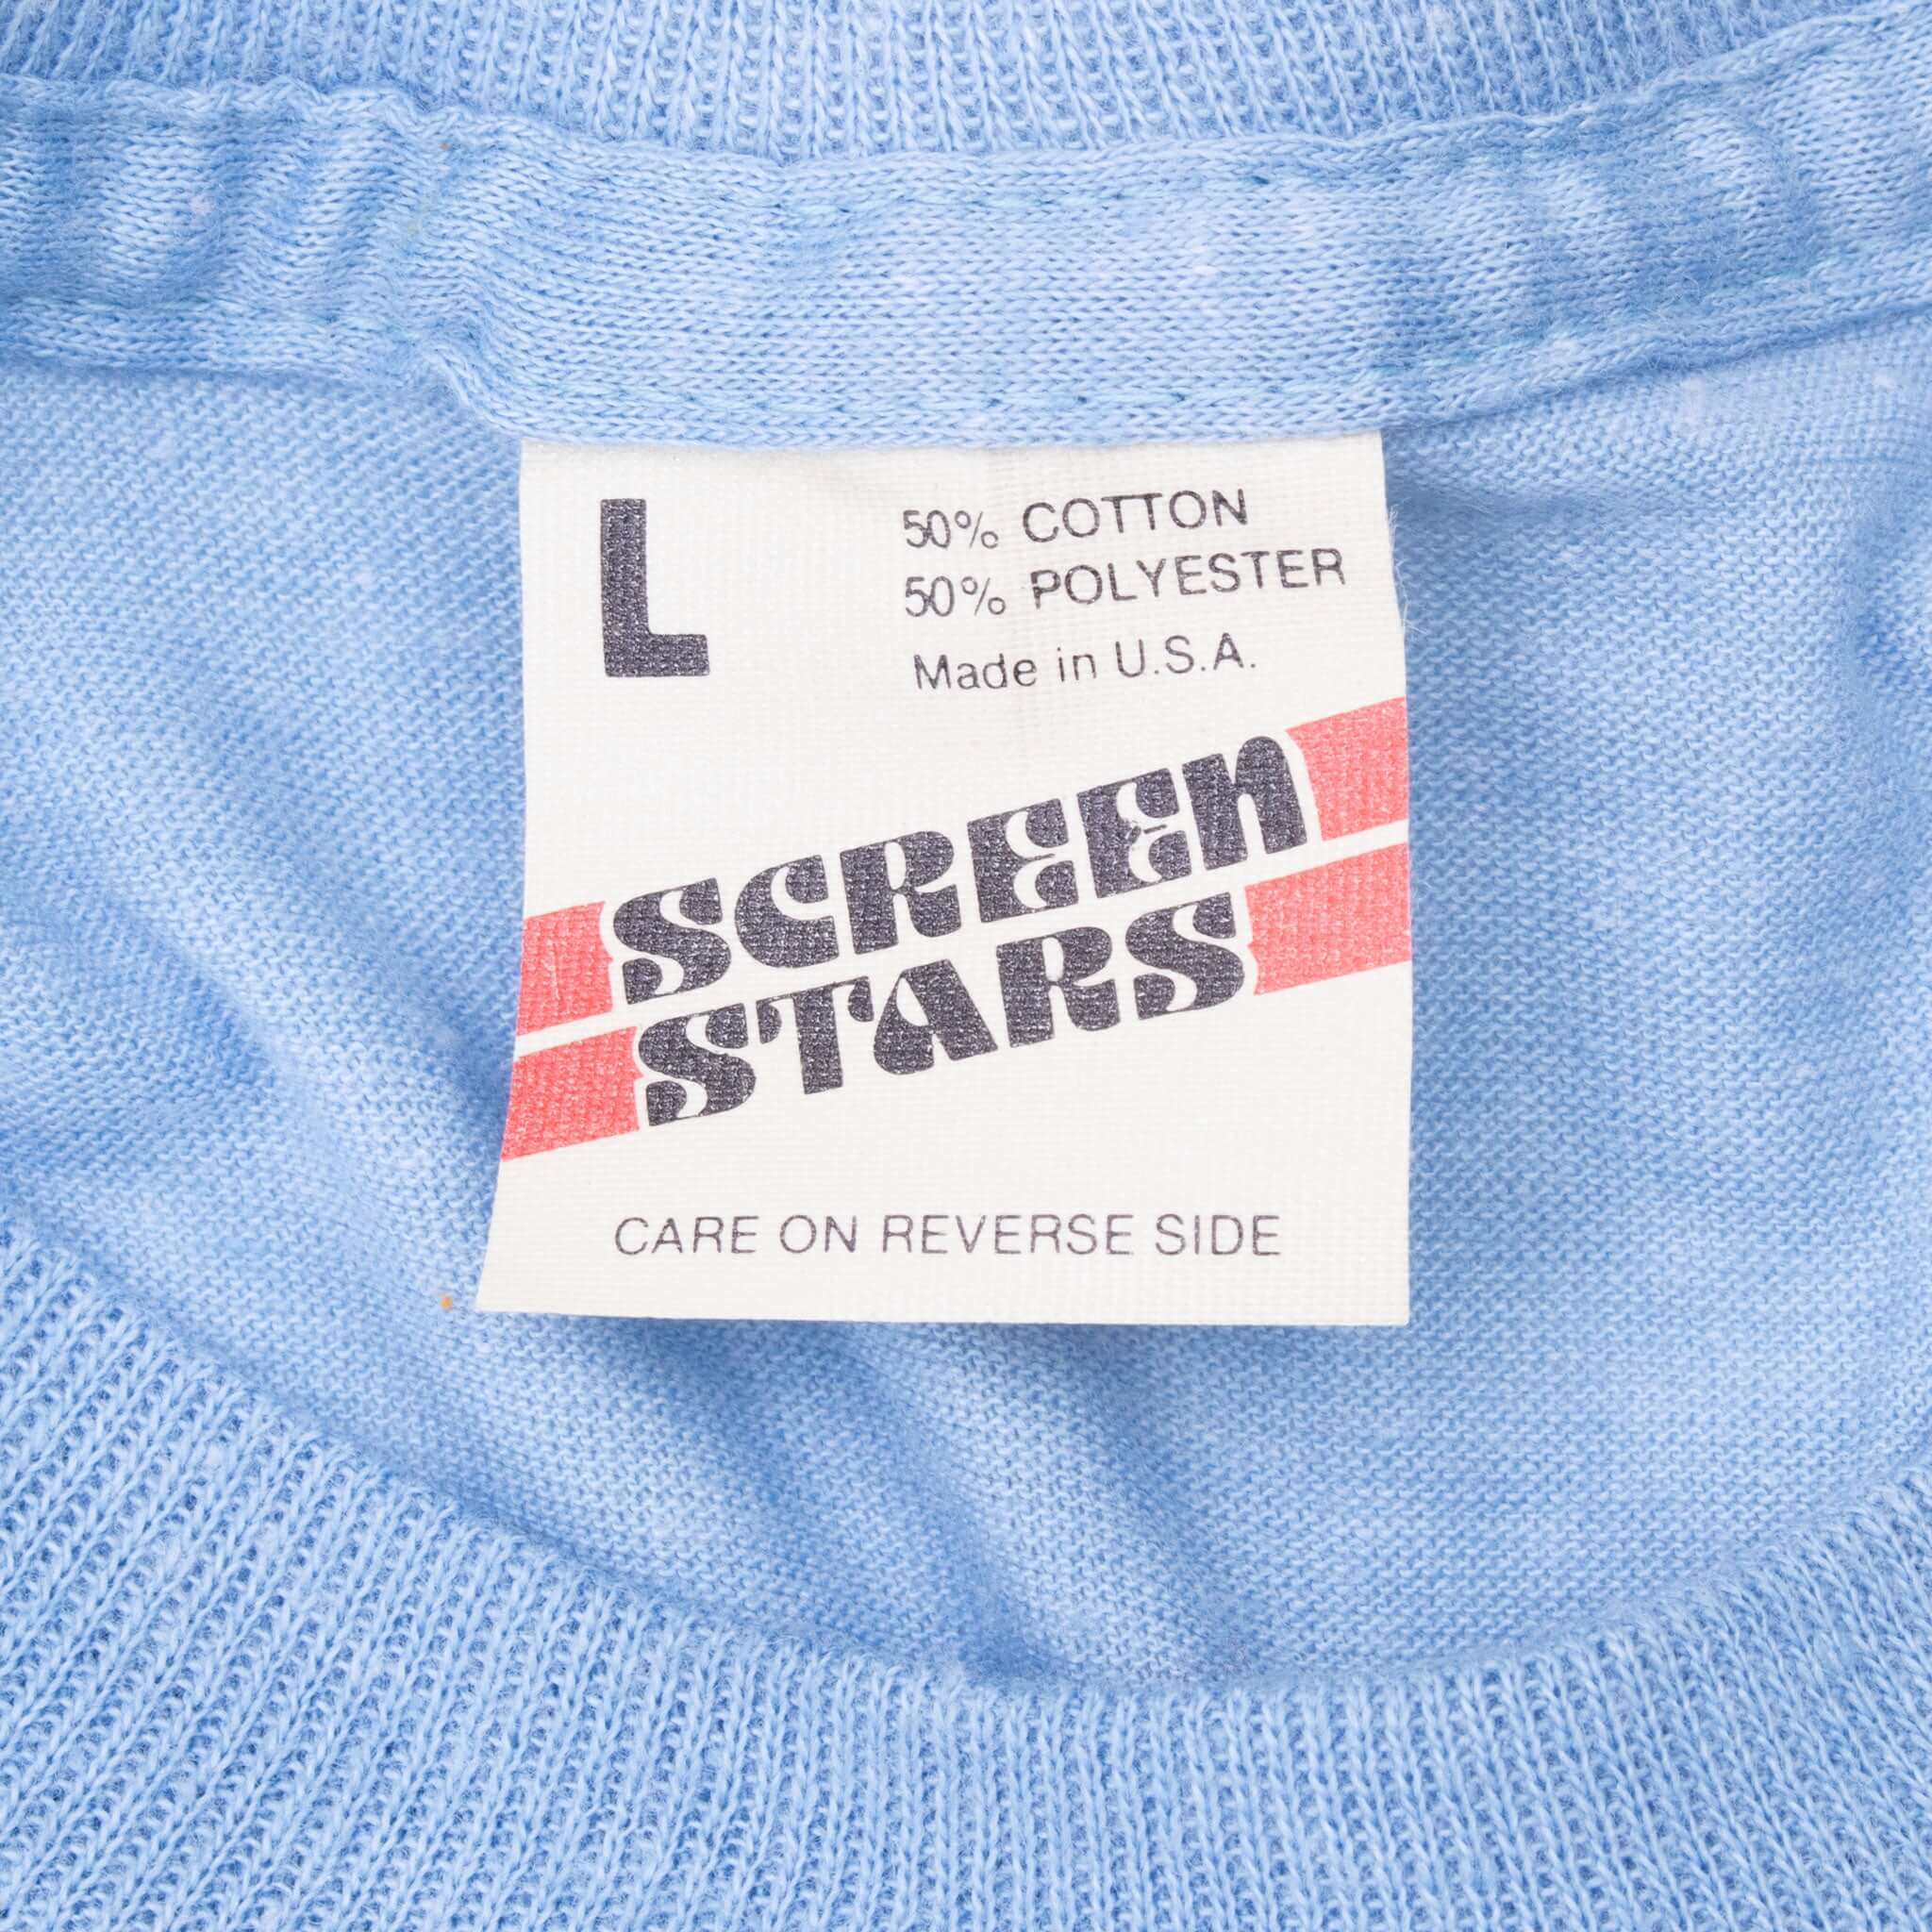 L
50% COTTON
50% POLYESTER
Made in U.S.A.
SCREEN
STARS
CARE ON REVERSE SIDE